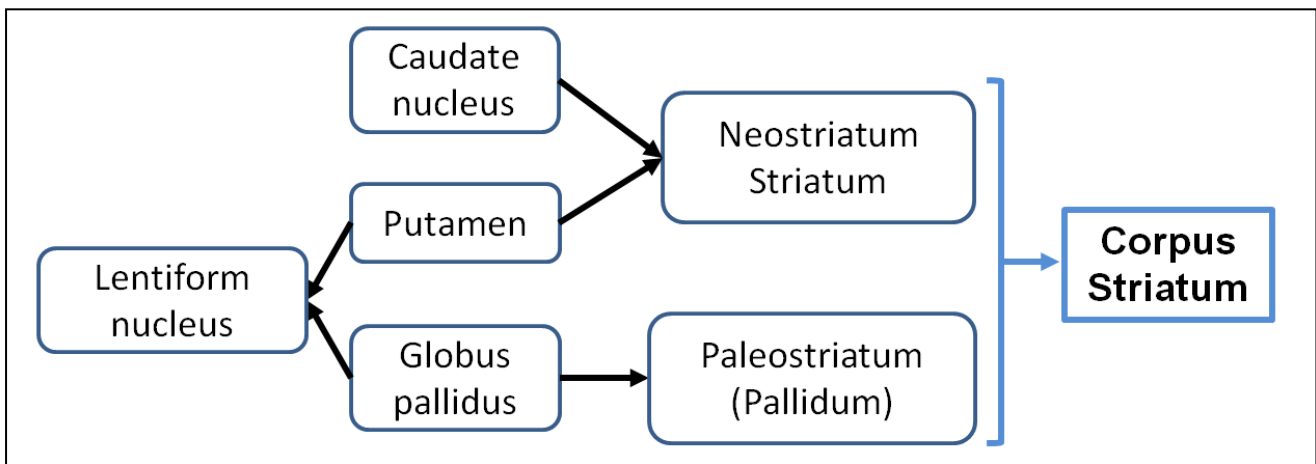 Caudate
nucleus
Neostriatum
Striatum
Putamen
Corpus
Striatum
Lentiform
nucleus
Globus
pallidus
Paleostriatum
(Pallidum)